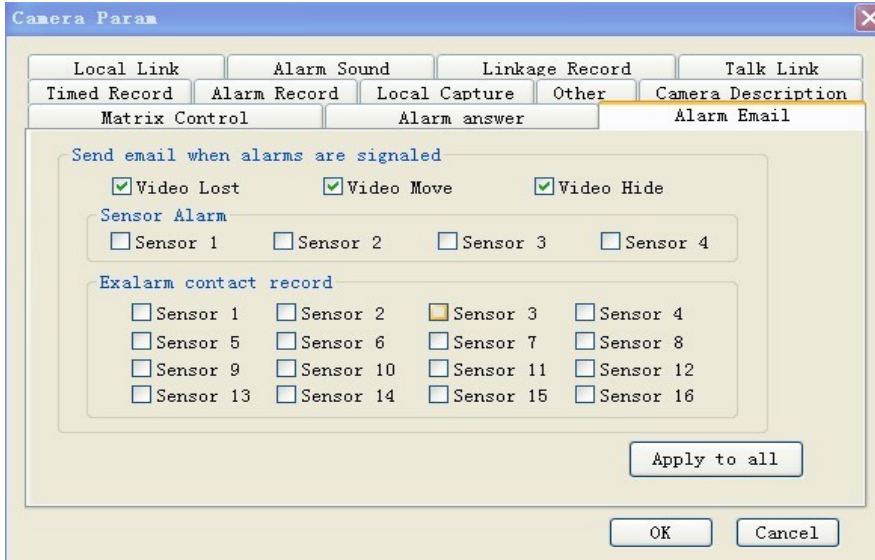 Camera Param
Local Link Alarm Sound Linkage Record Talk Link
Timed Record Alarm Record Local Capture Other Camera Description
Matrix Control Alarm answer Alarm Email
Send email when alarms are signaled
Video Lost Video Move Video Hide
Sensor Alarm
Sensor 1 Sensor 2 Sensor 3 Sensor 4
Exalarm contact record
Sensor 1 Sensor 2 Sensor 3 Sensor 4
Sensor 5 Sensor 6 Sensor 7 Sensor 8
Sensor 9 Sensor 10 Sensor 11 Sensor 12
Sensor 13 Sensor 14 Sensor 15 Sensor 16
Apply to all
OK Cancel